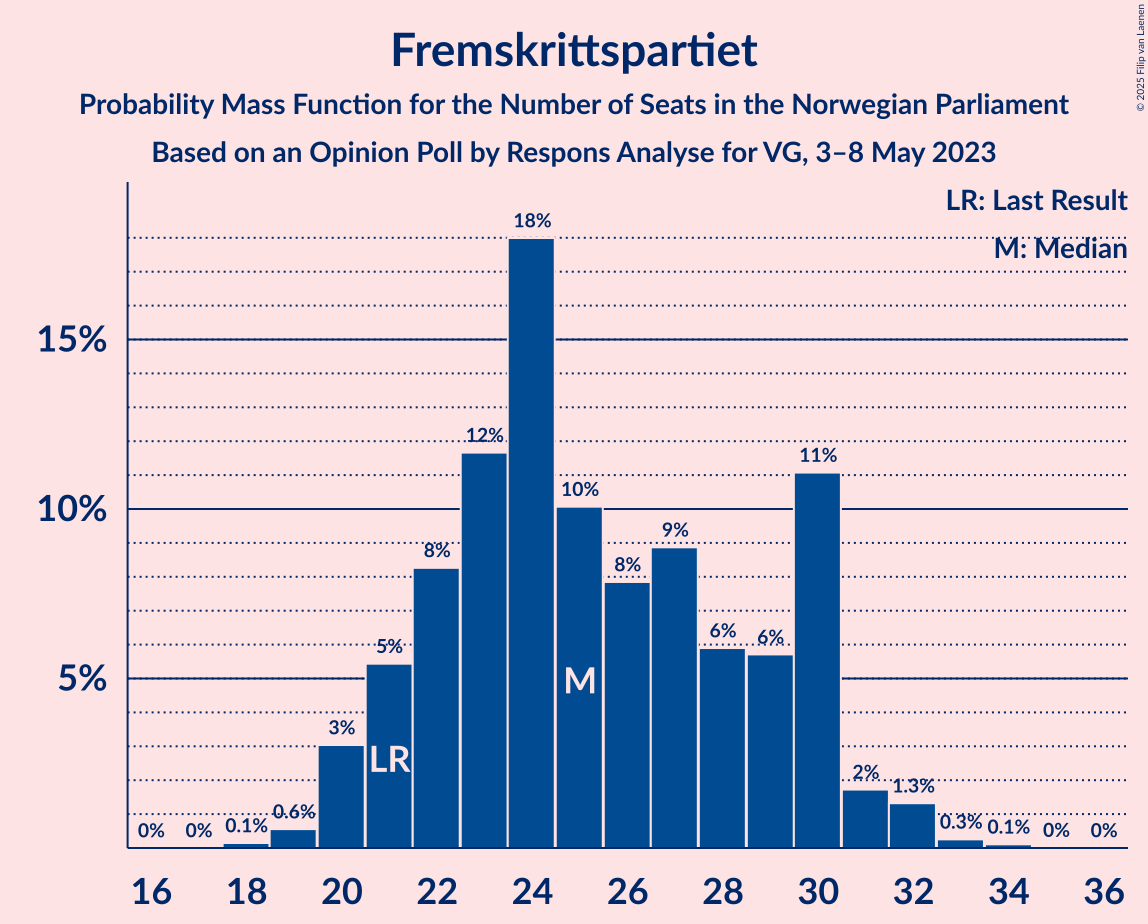 Fremskrittspartiet
Probability Mass Function for the Number of Seats in the Norwegian Parliament
Based on an Opinion Poll by Respons Analyse for VG, 3–8 May 2023
© 2025 Filip van Laenen
LR: Last Result
M: Median
15%
10%
5%
0%
0%
0.1%
0.6%
3%
5%
8%
12%
18%
10%
8%
9%
6%
6%
11%
2%
1.3%
0.3%
0.1%
0%
0%
LR
M
16 18 20 22 24 26 28 30 32 34 36